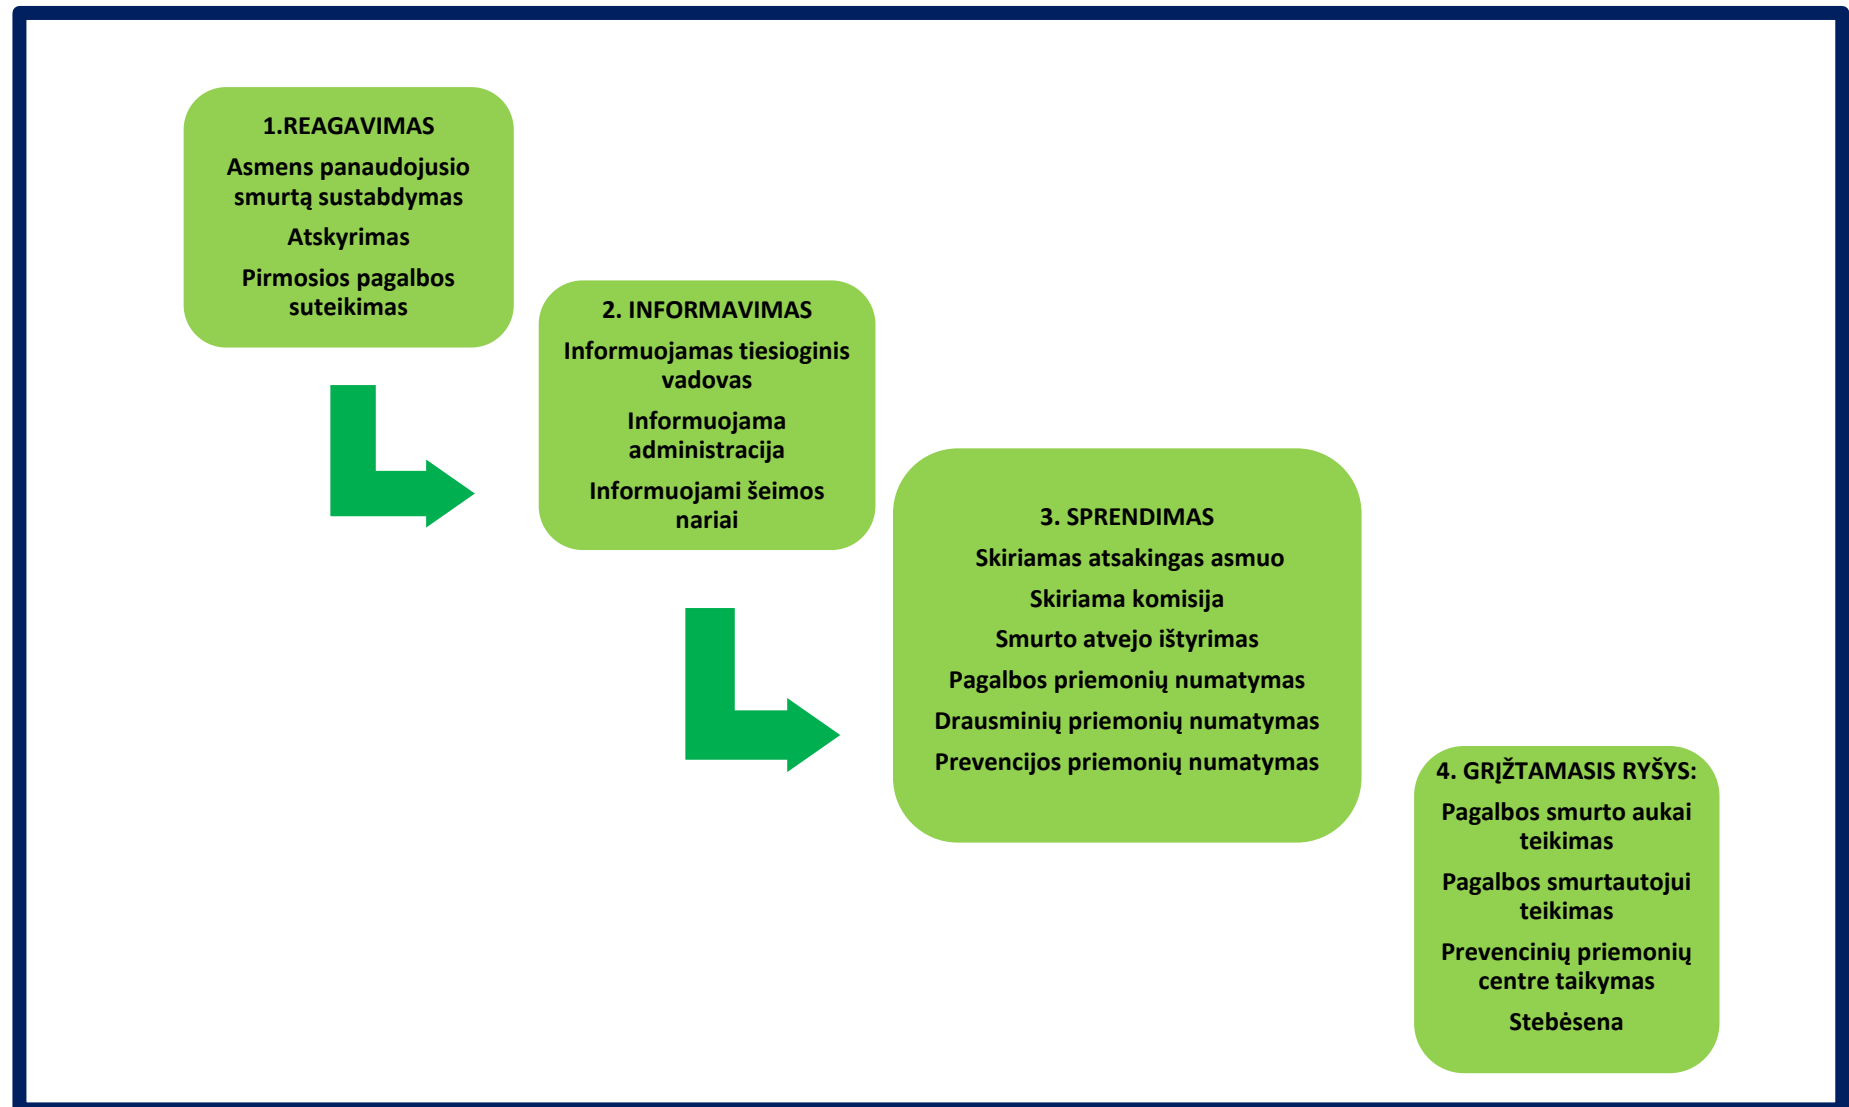 1.REAGAVIMAS
Asmens panaudojusio
smurtą sustabdymas
Atskyrimas
Pirmosios pagalbos
suteikimas
2. INFORMAVIMAS
Informuojamas tiesioginis
vadovas
Informuojama
administracija
Informuojami šeimos
nariai
3. SPRENDIMAS
Skiriamas atsakingas asmuo
Skiriama komisija
Smurto atvejo ištyrimas
Pagalbos priemonių numatymas
Drausminių priemonių numatymas
Prevencijos priemonių numatymas
4. GRĮŽTAMASIS RYŠYS:
Pagalbos smurto aukai
teikimas
Pagalbos smurtautojui
teikimas
Prevencinių priemonių
centre taikymas
Stebėsena